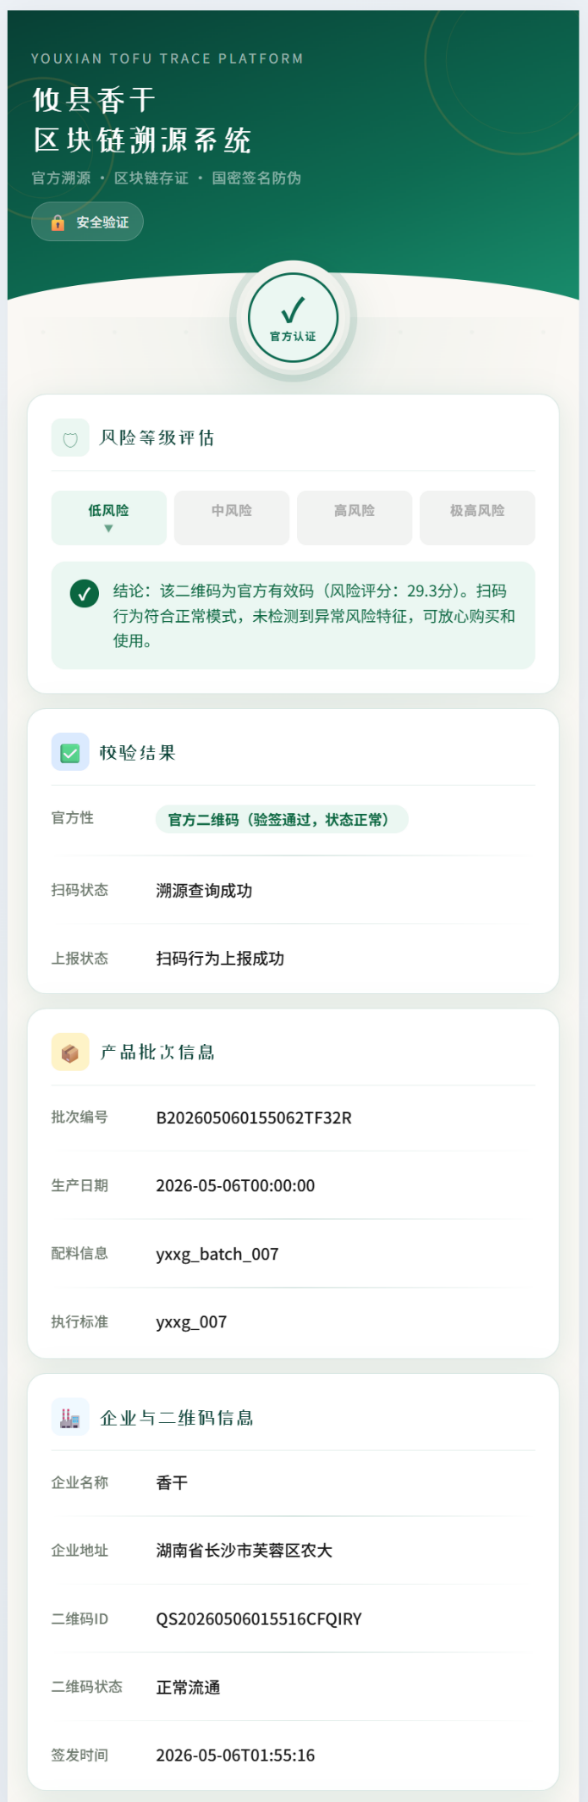 YOUXIAN TOFU TRACE PLATFORM
攸县香干
区块链溯源系统
官方溯源 · 区块链存证 · 国密签名防伪
安全验证
官方认证
风险等级评估
低风险 中风险 高风险 极高风险
结论：该二维码为官方有效码（风险评分：29.3分）。扫码
行为符合正常模式，未检测到异常风险特征，可放心购买和
使用。
校验结果
官方性 官方二维码（验签通过，状态正常）
扫码状态 溯源查询成功
上报状态 扫码行为上报成功
产品批次信息
批次编号 B202605060155062TF32R
生产日期 2026-05-06T00:00:00
配料信息 yxxg_batch_007
执行标准 yxxg_007
企业与二维码信息
企业名称 香干
企业地址 湖南省长沙市芙蓉区农大
二维码ID QS20260506015516CFQIRY
二维码状态 正常流通
签发时间 2026-05-06T01:55:16